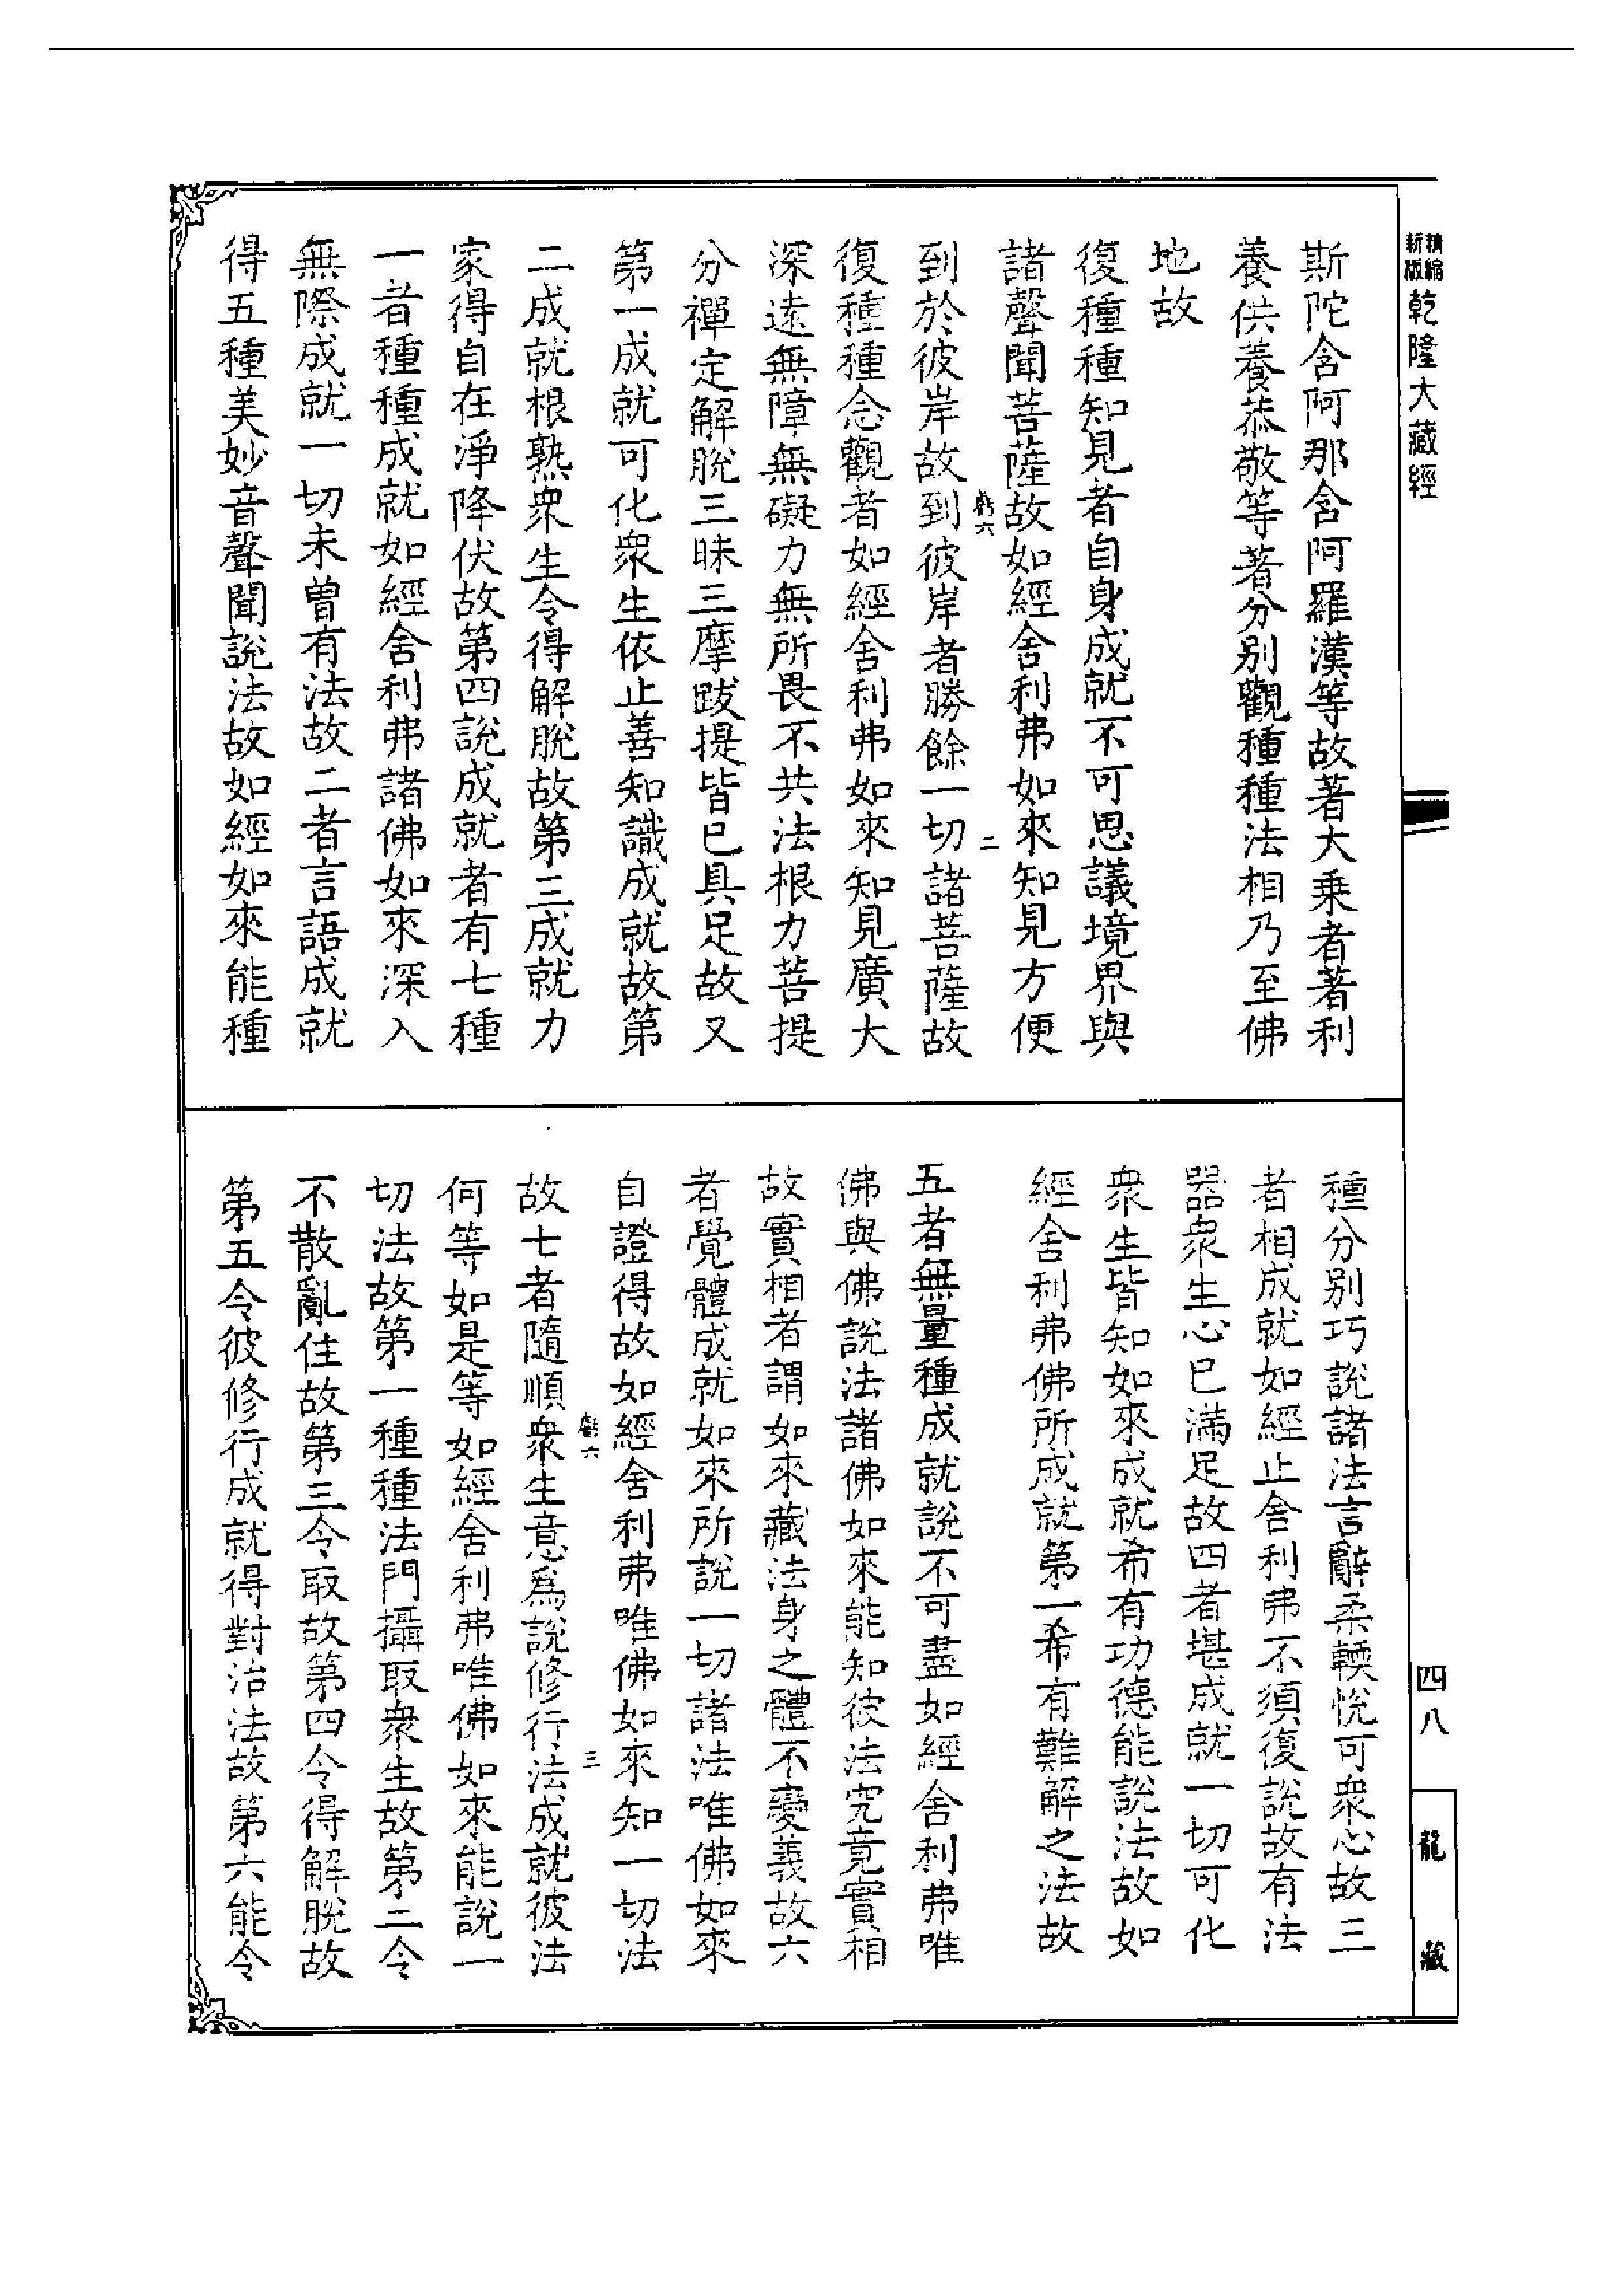 精縮
新版
乾隆大藏經
斯陀含阿那含阿羅漢等故著大乘者著利
養供養恭敬等著分別觀種種法相乃至佛
地故
復種種知見者自身成就不可思議境界與
諸聲聞菩薩故如經舍利弗如來知見方便
虧六 二
到於彼岸故到彼岸者勝餘一切諸菩薩故
復種種念觀者如經舍利弗如來知見廣大
深遠無障無礙力無所畏不共法根力菩提
分禪定解脫三昧三摩跋提皆已具足故又
第一成就可化衆生依止善知識成就故第
二成就根熟衆生令得解脫故第三成就力
家得自在淨降伏故第四說成就者有七種
一者種種成就如經舍利弗諸佛如來深入
無際成就一切未曾有法故二者言語成就
得五種美妙音聲聞說法故如經如來能種
種分別巧說諸法言辭柔輭悅可衆心故三
者相成就如經止舍利弗不須復說故有法
器衆生心已滿足故四者堪成就一切可化
衆生皆知如來成就希有功德能說法故如
經舍利弗佛所成就第一希有難解之法故
五者無量種成就說不可盡如經舍利弗唯
佛與佛說法諸佛如來能知彼法究竟實相
故實相者謂如來藏法身之體不變義故六
者覺體成就如來所說一切諸法唯佛如來
自證得故如經舍利弗唯佛如來知一切法
虧六 三
故七者隨順衆生意爲說修行法成就彼法
何等如是等如經舍利弗唯佛如來能說一
切法故第一種種法門攝取衆生故第二令
不散亂住故第三令取故第四令得解脫故
第五令彼修行成就得對治法故第六能令
四八
龍藏